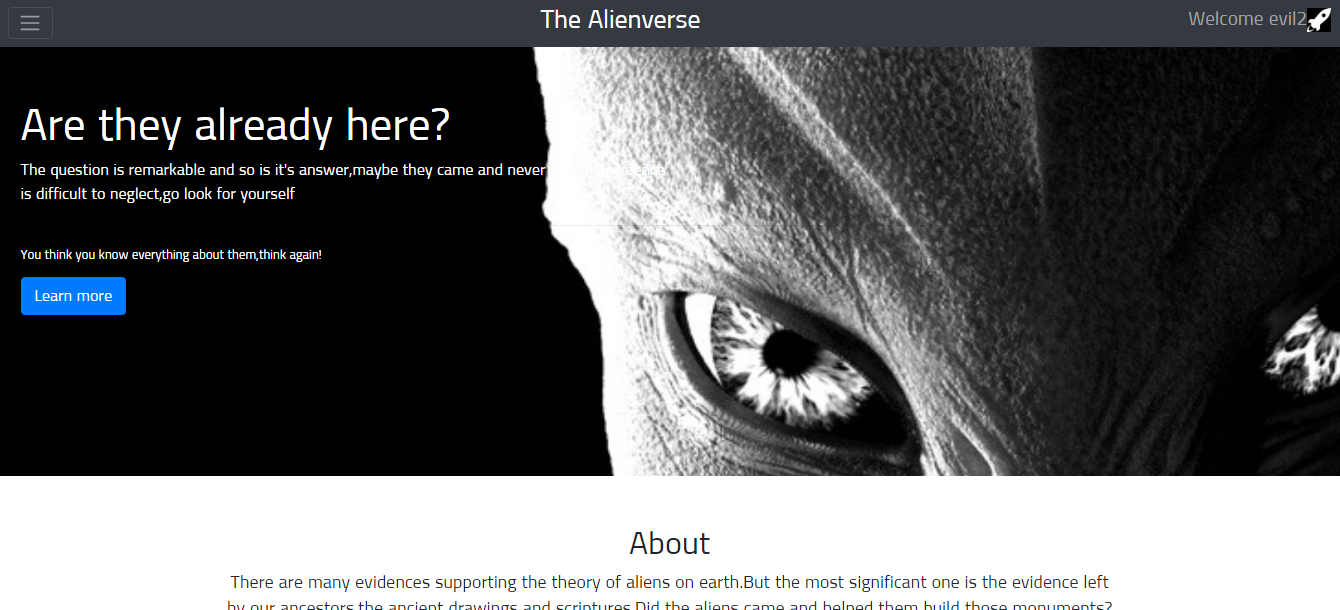 The Alienverse
Welcome evil2
Are they already here?
The question is remarkable and so is it's answer,maybe they came and never
is difficult to neglect,go look for yourself
You think you know everything about them,think again!
Learn more
About
There are many evidences supporting the theory of aliens on earth.But the most significant one is the evidence left
by our ancestors,the ancient drawings and scriptures.Did the aliens came and helped them build those monuments?